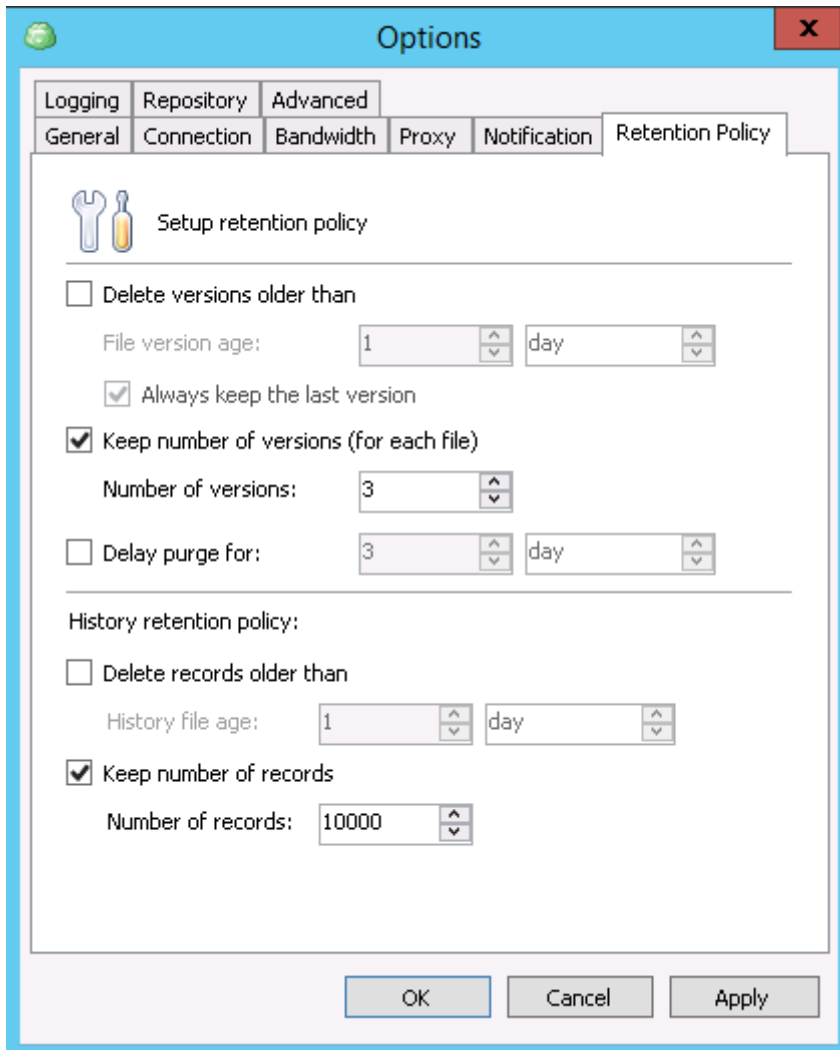 Options
x
Logging Repository Advanced
General Connection Bandwidth Proxy Notification Retention Policy
Setup retention policy
Delete versions older than
File version age: 1 day
Always keep the last version
Keep number of versions (for each file)
Number of versions: 3
Delay purge for: 3 day
History retention policy:
Delete records older than
History file age: 1 day
Keep number of records
Number of records: 10000
OK Cancel Apply